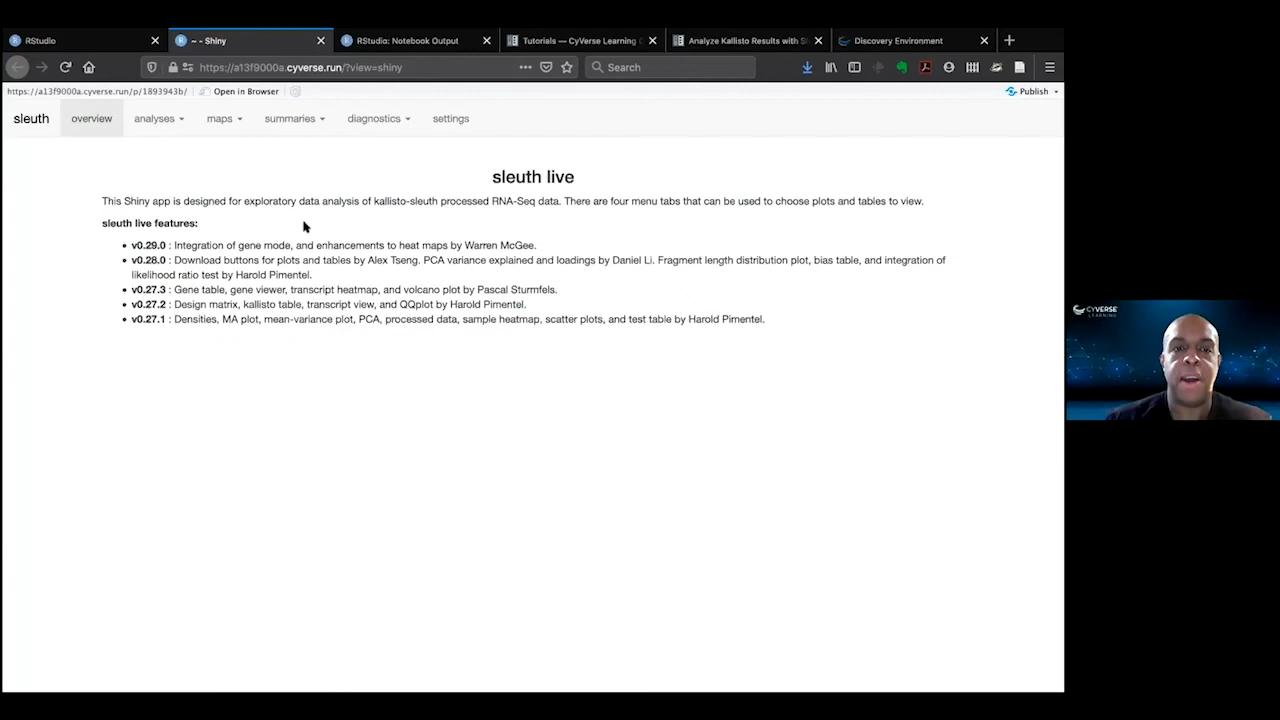 RStudio
~ - Shiny
RStudio: Notebook Output
Tutorials — CyVerse Learning
Analyze Kallisto Results with
Discovery Environment
https://a13f9000a.cyverse.run/?view=shiny
Search
https://a13f9000a.cyverse.run/p/1893943b/
Open in Browser
Publish
sleuth
overview
analyses
maps
summaries
diagnostics
settings
sleuth live
This Shiny app is designed for exploratory data analysis of kallisto-sleuth processed RNA-Seq data. There are four menu tabs that can be used to choose plots and tables to view.
sleuth live features:
v0.29.0 : Integration of gene mode, and enhancements to heat maps by Warren McGee.
v0.28.0 : Download buttons for plots and tables by Alex Tseng. PCA variance explained and loadings by Daniel Li. Fragment length distribution plot, bias table, and integration of
likelihood ratio test by Harold Pimentel.
v0.27.3 : Gene table, gene viewer, transcript heatmap, and volcano plot by Pascal Sturmfels.
v0.27.2 : Design matrix, kallisto table, transcript view, and QQplot by Harold Pimentel.
v0.27.1 : Densities, MA plot, mean-variance plot, PCA, processed data, sample heatmap, scatter plots, and test table by Harold Pimentel.
CYVERSE
LEARNING